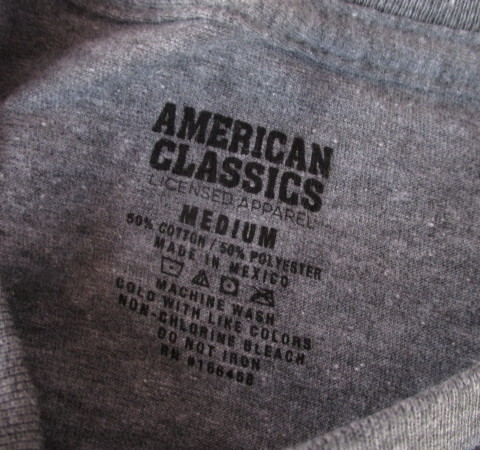 AMERICAN
CLASSICS
LICENSED APPAREL
MEDIUM
50% COTTON / 50% POLYESTER
MADE IN MEXICO
MACHINE WASH
COLD WITH LIKE COLORS
NON-CHLORINE BLEACH
DO NOT IRON
RN #166468